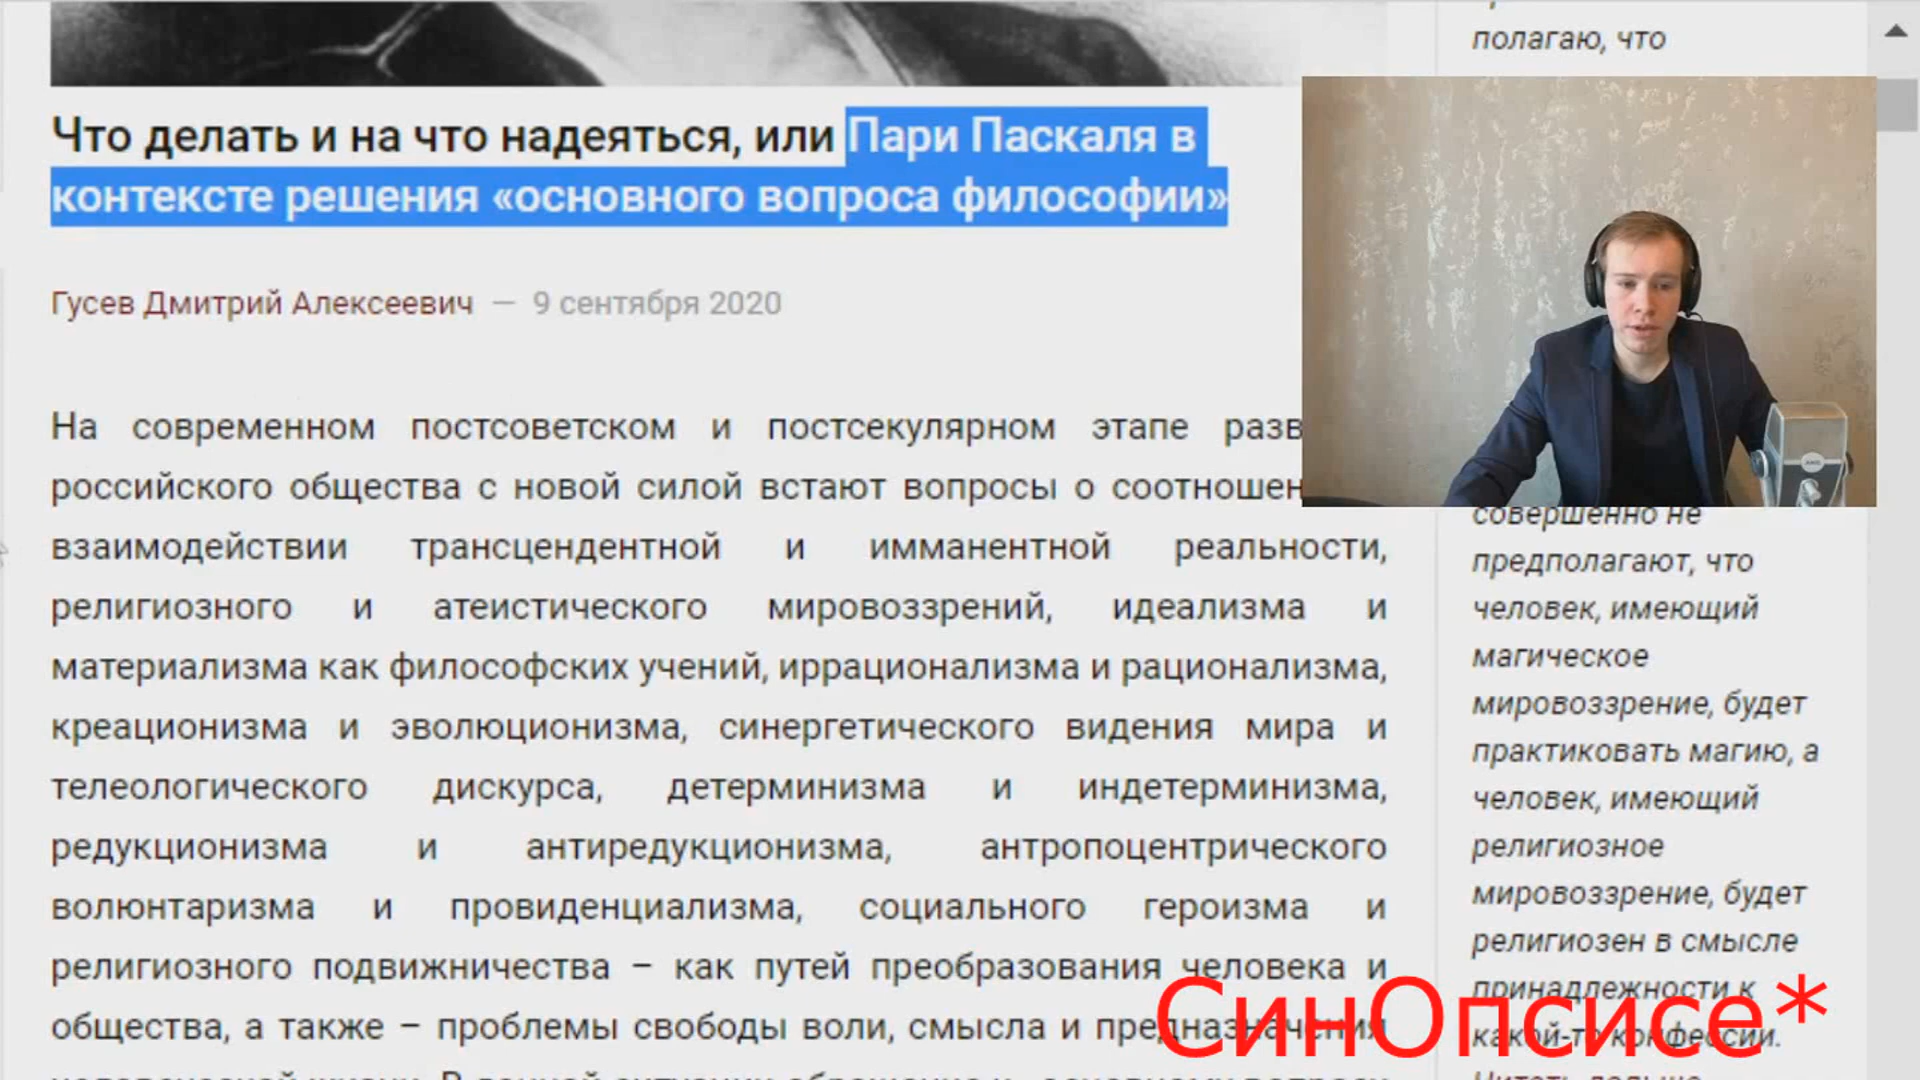 Что делать и на что надеяться, или Пари Паскаля в
контексте решения «основного вопроса философии»
Гусев Дмитрий Алексеевич — 9 сентября 2020
На современном постсоветском и постсекулярном этапе
российского общества с новой силой встают вопросы о
взаимодействии трансцендентной и имманентной реальности,
религиозного и атеистического мировоззрений, идеализма и
материализма как философских учений, иррационализма и рационализма,
креационизма и эволюционизма, синергетического видения мира и
телеологического дискурса, детерминизма и индетерминизма,
редукционизма и антиредукционизма, антропоцентрического
волюнтаризма и провиденциализма, социального героизма и
религиозного подвижничества – как путей преобразования человека и
общества, а также – проблемы свободы воли, смысла и предназначения
полагаю, что
совершенно не
предполагают, что
человек, имеющий
магическое
мировоззрение, будет
практиковать магию, а
человек, имеющий
религиозное
мировоззрение, будет
религиозен в смысле
принадлежности к
какой-то конфессии.
СинОпсисе*